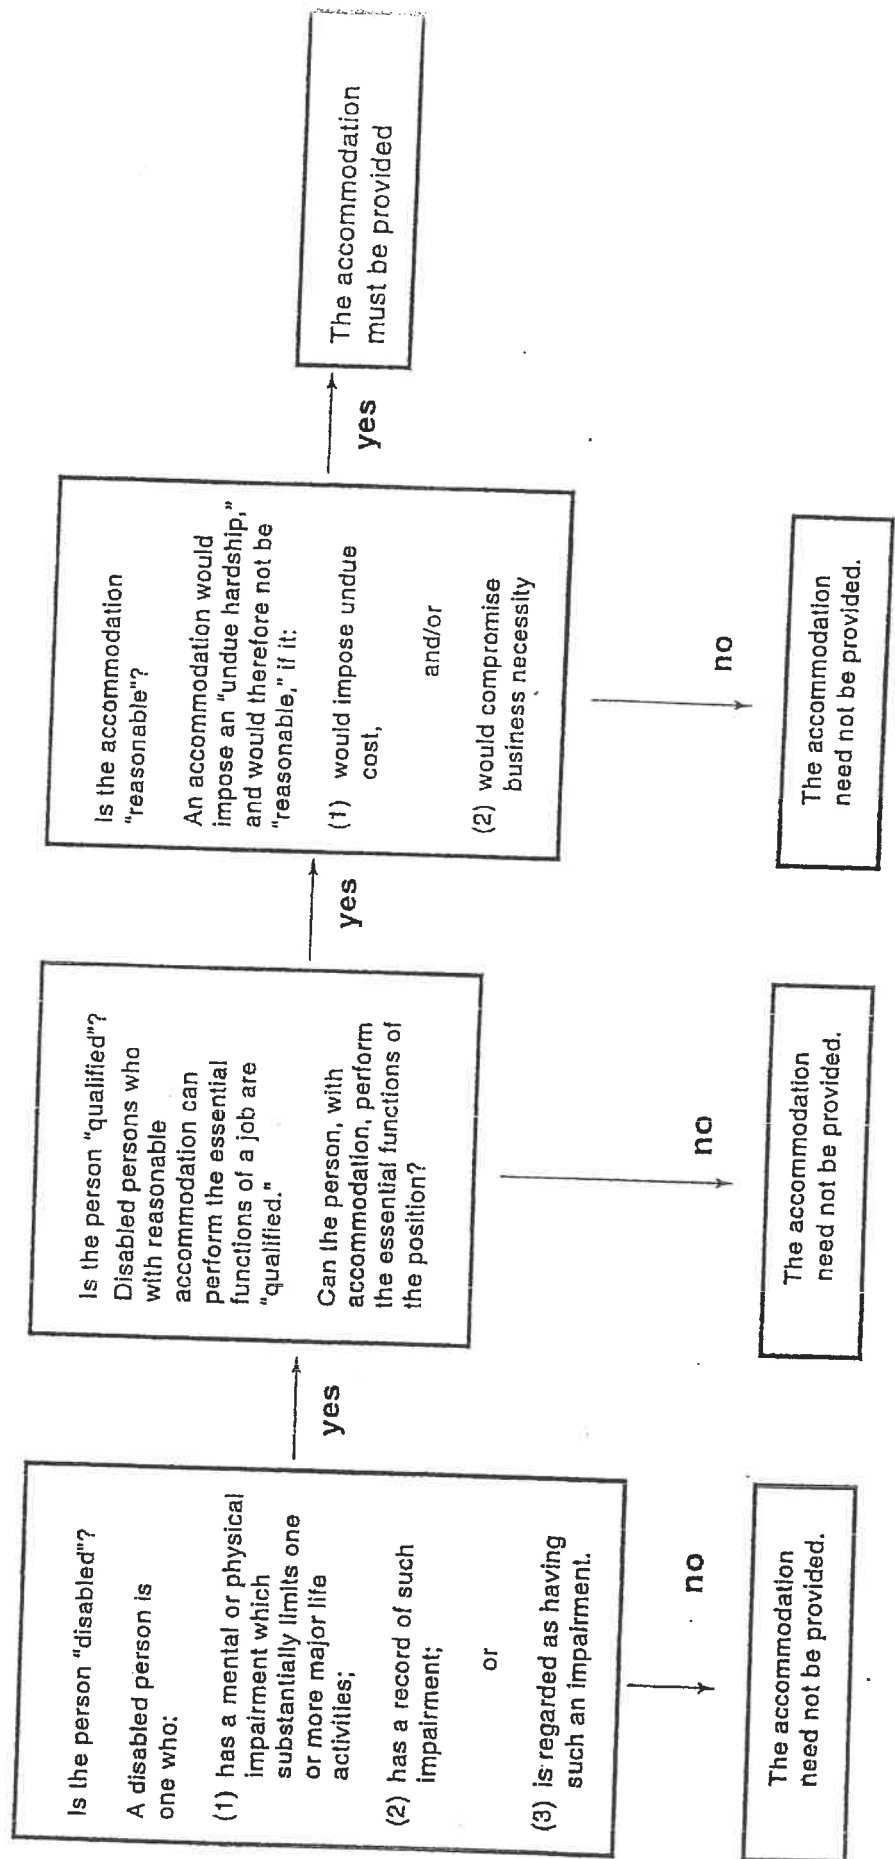 Is the person "disabled"?
A disabled person is
one who:
(1) has a mental or physical
impairment which
substantially limits one
or more major life
activities;
(2) has a record of such
impairment;
or
(3) is regarded as having
such an impairment.
no
The accommodation
need not be provided.
yes
Is the person "qualified"?
Disabled persons who
with reasonable
accommodation can
perform the essential
functions of a job are
"qualified."
Can the person, with
accommodation, perform
the essential functions of
the position?
no
The accommodation
need not be provided.
yes
Is the accommodation
"reasonable"?
An accommodation would
impose an "undue hardship,"
and would therefore not be
"reasonable," if it:
(1) would impose undue
cost,
and/or
(2) would compromise
business necessity
no
The accommodation
need not be provided.
yes
The accommodation
must be provided